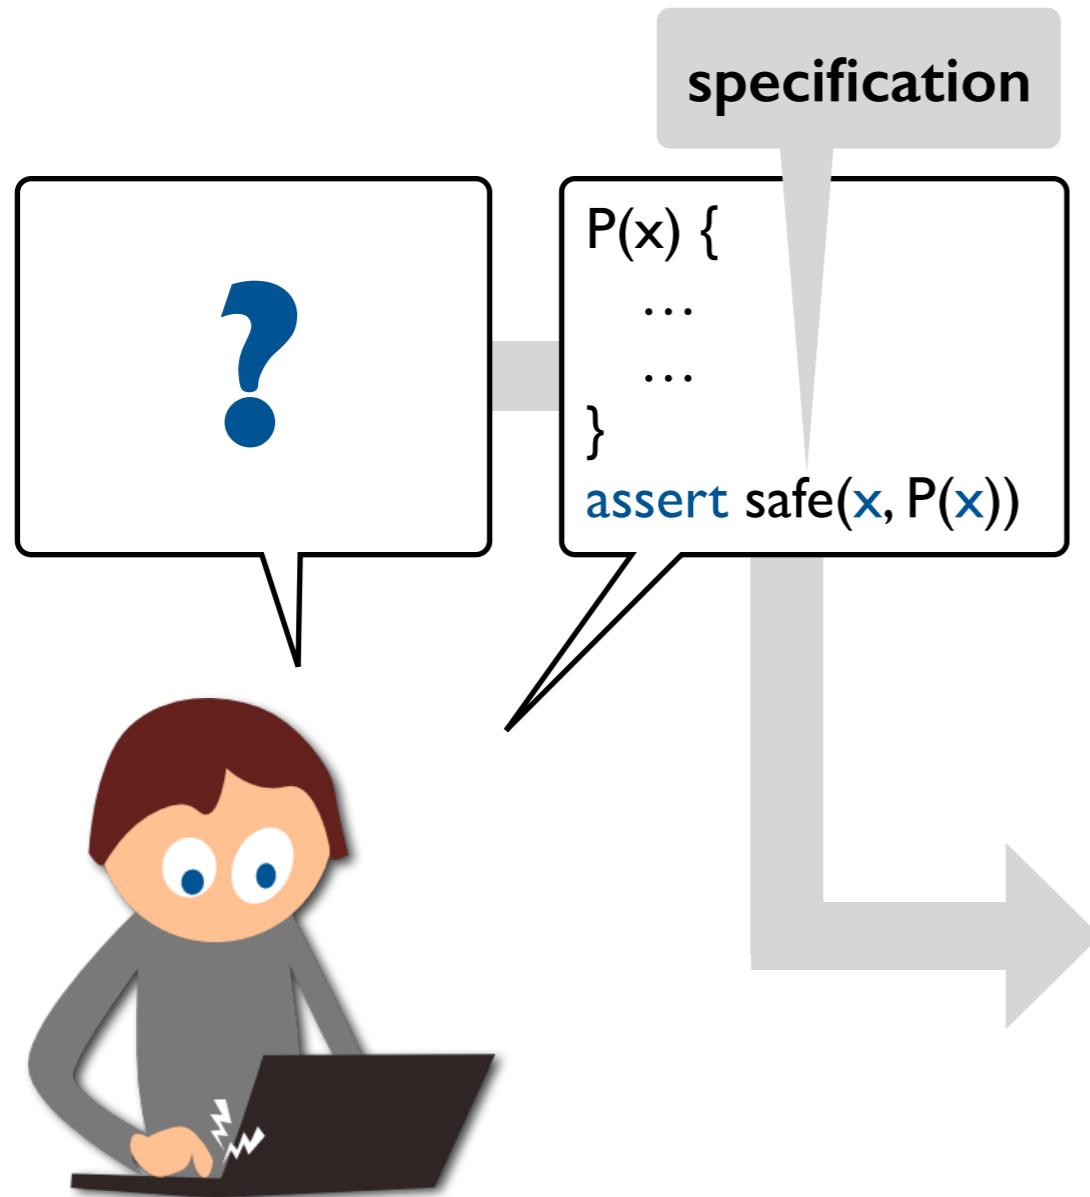 specification
?
P(x) {
…
…
}
assert safe(x, P(x))